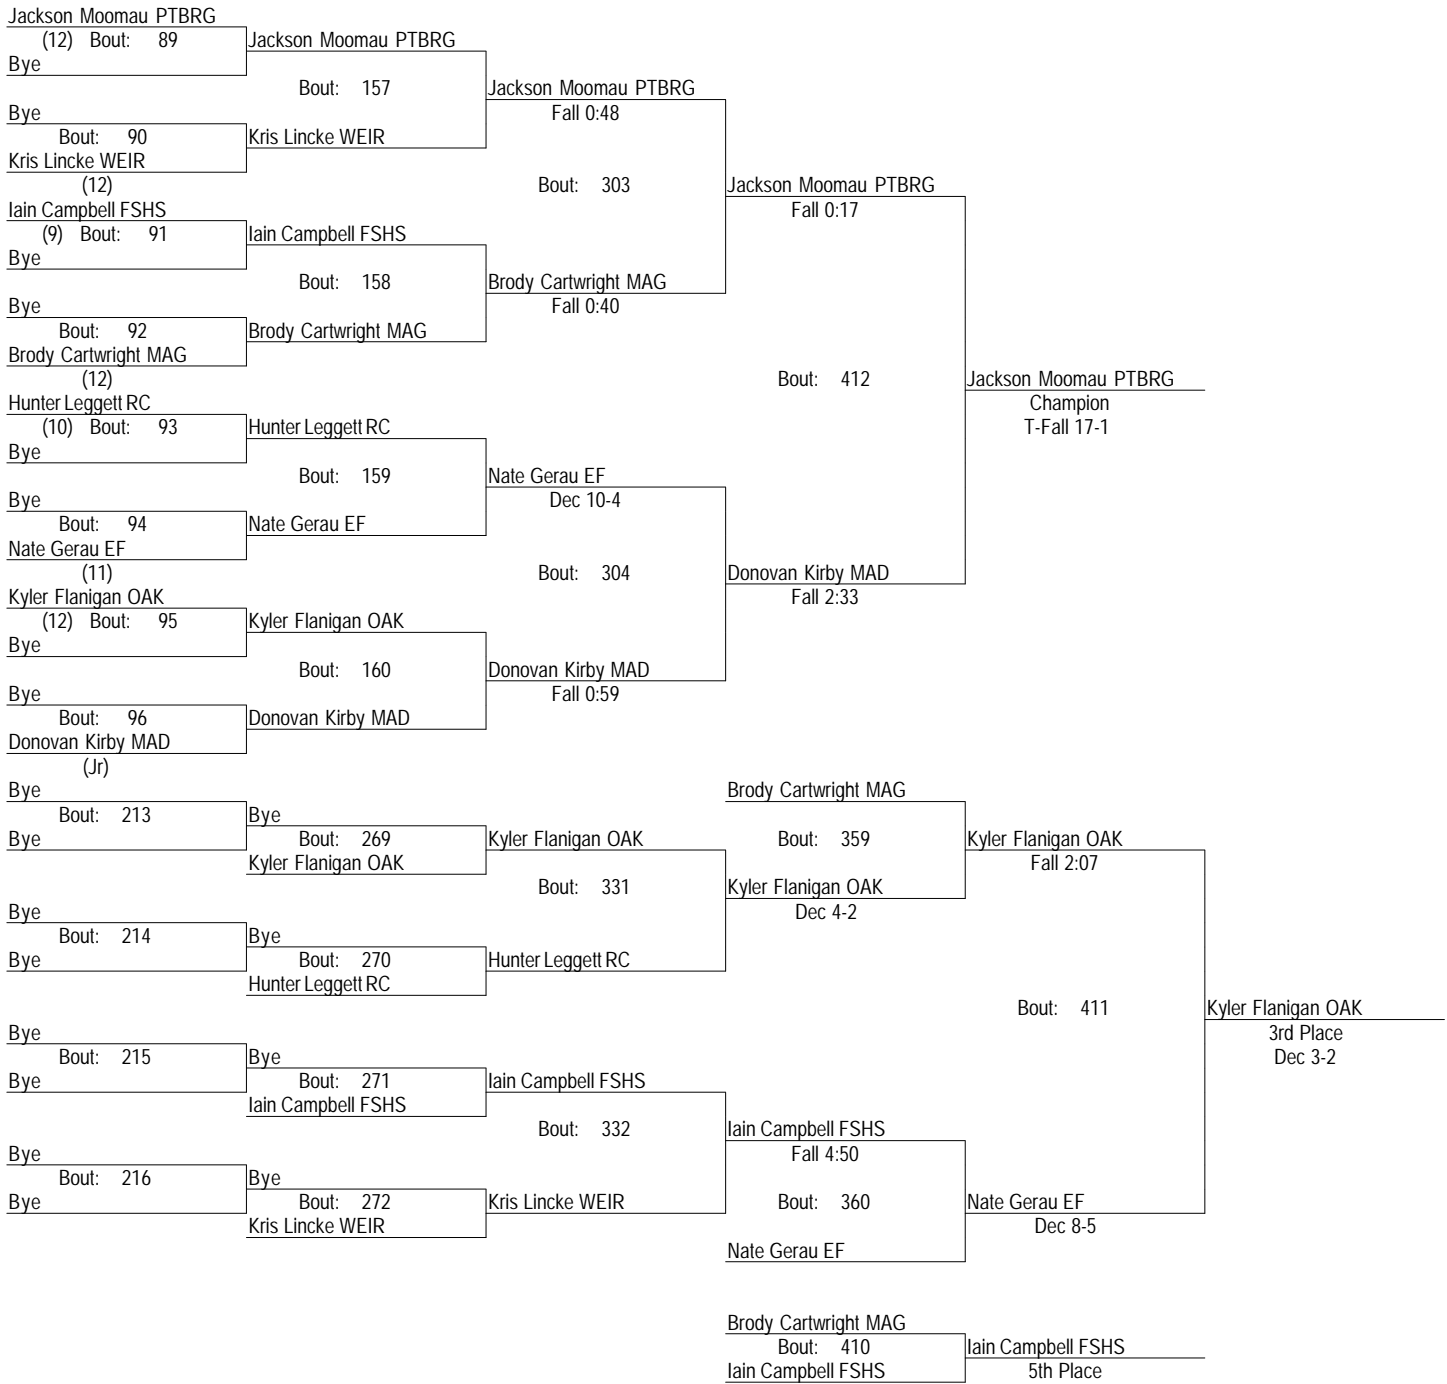 Jackson Moomau PTBRG
(12) Bout: 89
Bye
Jackson Moomau PTBRG
Bout: 157
Bye
Bout: 90
Kris Lincke WEIR
(12)
Kris Lincke WEIR
Jackson Moomau PTBRG
Fall 0:48
Bout: 303
Iain Campbell FSHS
(9) Bout: 91
Bye
Iain Campbell FSHS
Bout: 158
Bye
Bout: 92
Brody Cartwright MAG
(12)
Brody Cartwright MAG
Brody Cartwright MAG
Fall 0:40
Jackson Moomau PTBRG
Fall 0:17
Bout: 412
Hunter Leggett RC
(10) Bout: 93
Bye
Hunter Leggett RC
Bout: 159
Bye
Bout: 94
Nate Gerau EF
(11)
Nate Gerau EF
Nate Gerau EF
Dec 10-4
Bout: 304
Kyler Flanigan OAK
(12) Bout: 95
Bye
Kyler Flanigan OAK
Bout: 160
Bye
Bout: 96
Donovan Kirby MAD
(Jr)
Donovan Kirby MAD
Donovan Kirby MAD
Fall 0:59
Donovan Kirby MAD
Fall 2:33
Jackson Moomau PTBRG
Champion
T-Fall 17-1
Bye
Bout: 213
Bye
Bye
Bout: 269
Kyler Flanigan OAK
Kyler Flanigan OAK
Bout: 331
Bye
Bout: 214
Bye
Bye
Bout: 270
Hunter Leggett RC
Hunter Leggett RC
Brody Cartwright MAG
Bout: 359
Kyler Flanigan OAK
Dec 4-2
Kyler Flanigan OAK
Fall 2:07
Bout: 411
Bye
Bout: 215
Bye
Bye
Bout: 271
Iain Campbell FSHS
Iain Campbell FSHS
Bout: 332
Bye
Bout: 216
Bye
Bye
Bout: 272
Kris Lincke WEIR
Kris Lincke WEIR
Iain Campbell FSHS
Fall 4:50
Bout: 360
Nate Gerau EF
Nate Gerau EF
Dec 8-5
Kyler Flanigan OAK
3rd Place
Dec 3-2
Brody Cartwright MAG
Bout: 410
Iain Campbell FSHS
Iain Campbell FSHS
5th Place